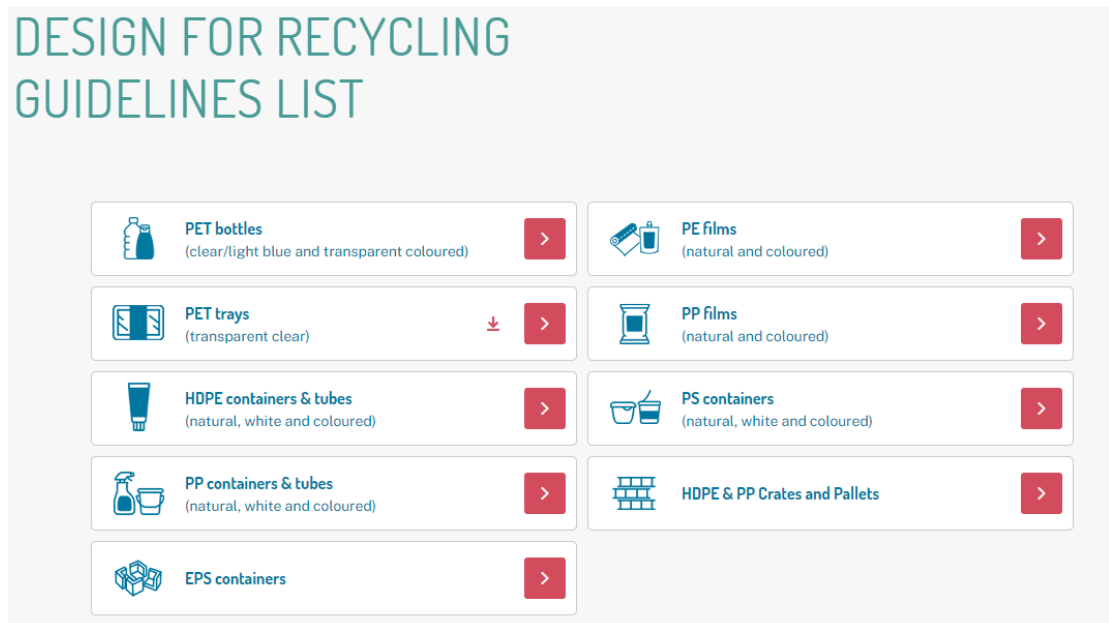 DESIGN FOR RECYCLING
GUIDELINES LIST
PET bottles
(clear/light blue and transparent coloured)
PE films
(natural and coloured)
PET trays
(transparent clear)
PP films
(natural and coloured)
HDPE containers & tubes
(natural, white and coloured)
PS containers
(natural, white and coloured)
PP containers & tubes
(natural, white and coloured)
HDPE & PP Crates and Pallets
EPS containers